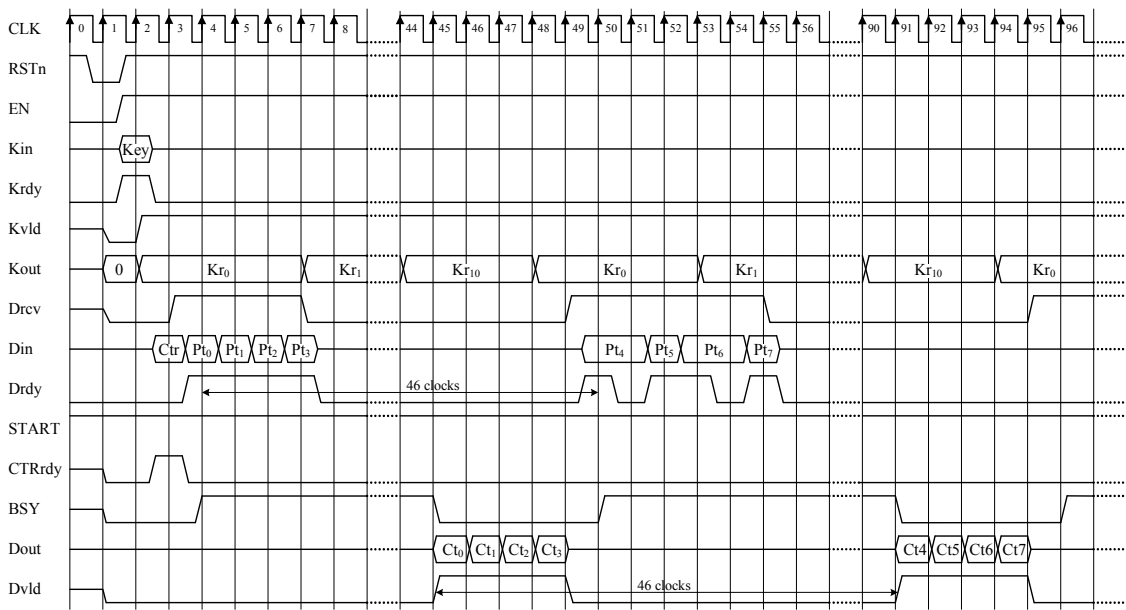 CLK 0 1 2 3 4 5 6 7 8 44 45 46 47 48 49 50 51 52 53 54 55 56 90 91 92 93 94 95 96
RSTn
EN
Kin Key
Krdy
Kvld
Kout 0 Kr0 Kr1 Kr10 Kr0 Kr1 Kr10 Kr0
Drcv
Din Ctr Pt0 Pt1 Pt2 Pt3 Pt4 Pt5 Pt6 Pt7
Drdy 46 clocks
START
CTRrdy
BSY
Dout Ct0 Ct1 Ct2 Ct3 Ct4 Ct5 Ct6 Ct7
Dvld 46 clocks